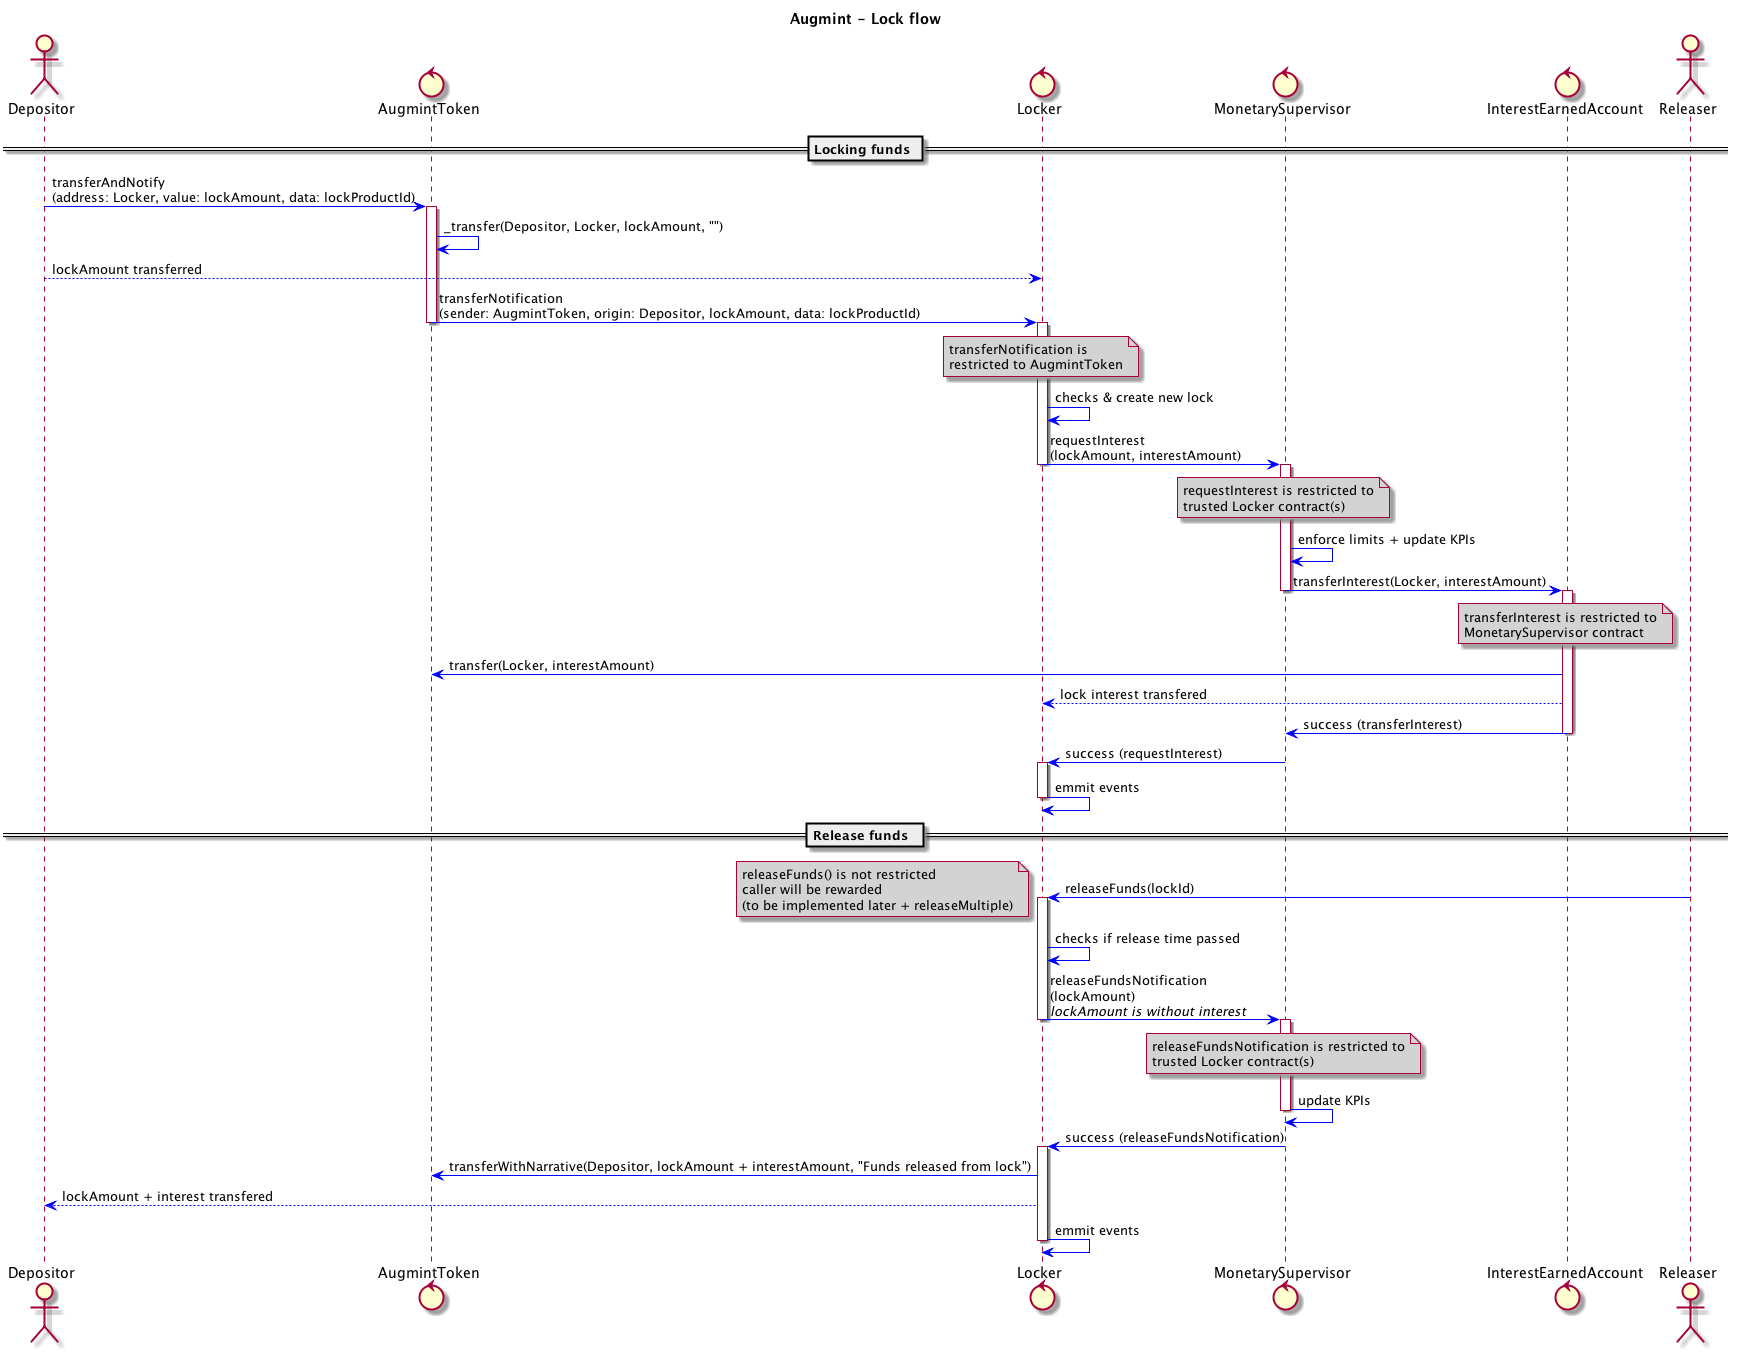 Augmint – Lock flow
Depositor
AugmintToken
Locker
MonetarySupervisor
InterestEarnedAccount
Releaser
Locking funds
transferAndNotify
(address: Locker, value: lockAmount, data: lockProductId)
_transfer(Depositor, Locker, lockAmount, "")
lockAmount transferred
transferNotification
(sender: AugmintToken, origin: Depositor, lockAmount, data: lockProductId)
transferNotification is
restricted to AugmintToken
checks & create new lock
requestInterest
(lockAmount, interestAmount)
requestInterest is restricted to
trusted Locker contract(s)
enforce limits + update KPIs
transferInterest(Locker, interestAmount)
transferInterest is restricted to
MonetarySupervisor contract
transfer(Locker, interestAmount)
lock interest transfered
success (transferInterest)
success (requestInterest)
emmit events
Release funds
releaseFunds() is not restricted
caller will be rewarded
(to be implemented later + releaseMultiple)
releaseFunds(lockId)
checks if release time passed
releaseFundsNotification
(lockAmount)
lockAmount is without interest
releaseFundsNotification is restricted to
trusted Locker contract(s)
update KPIs
success (releaseFundsNotification)
transferWithNarrative(Depositor, lockAmount + interestAmount, "Funds released from lock")
lockAmount + interest transfered
emmit events
Depositor
AugmintToken
Locker
MonetarySupervisor
InterestEarnedAccount
Releaser